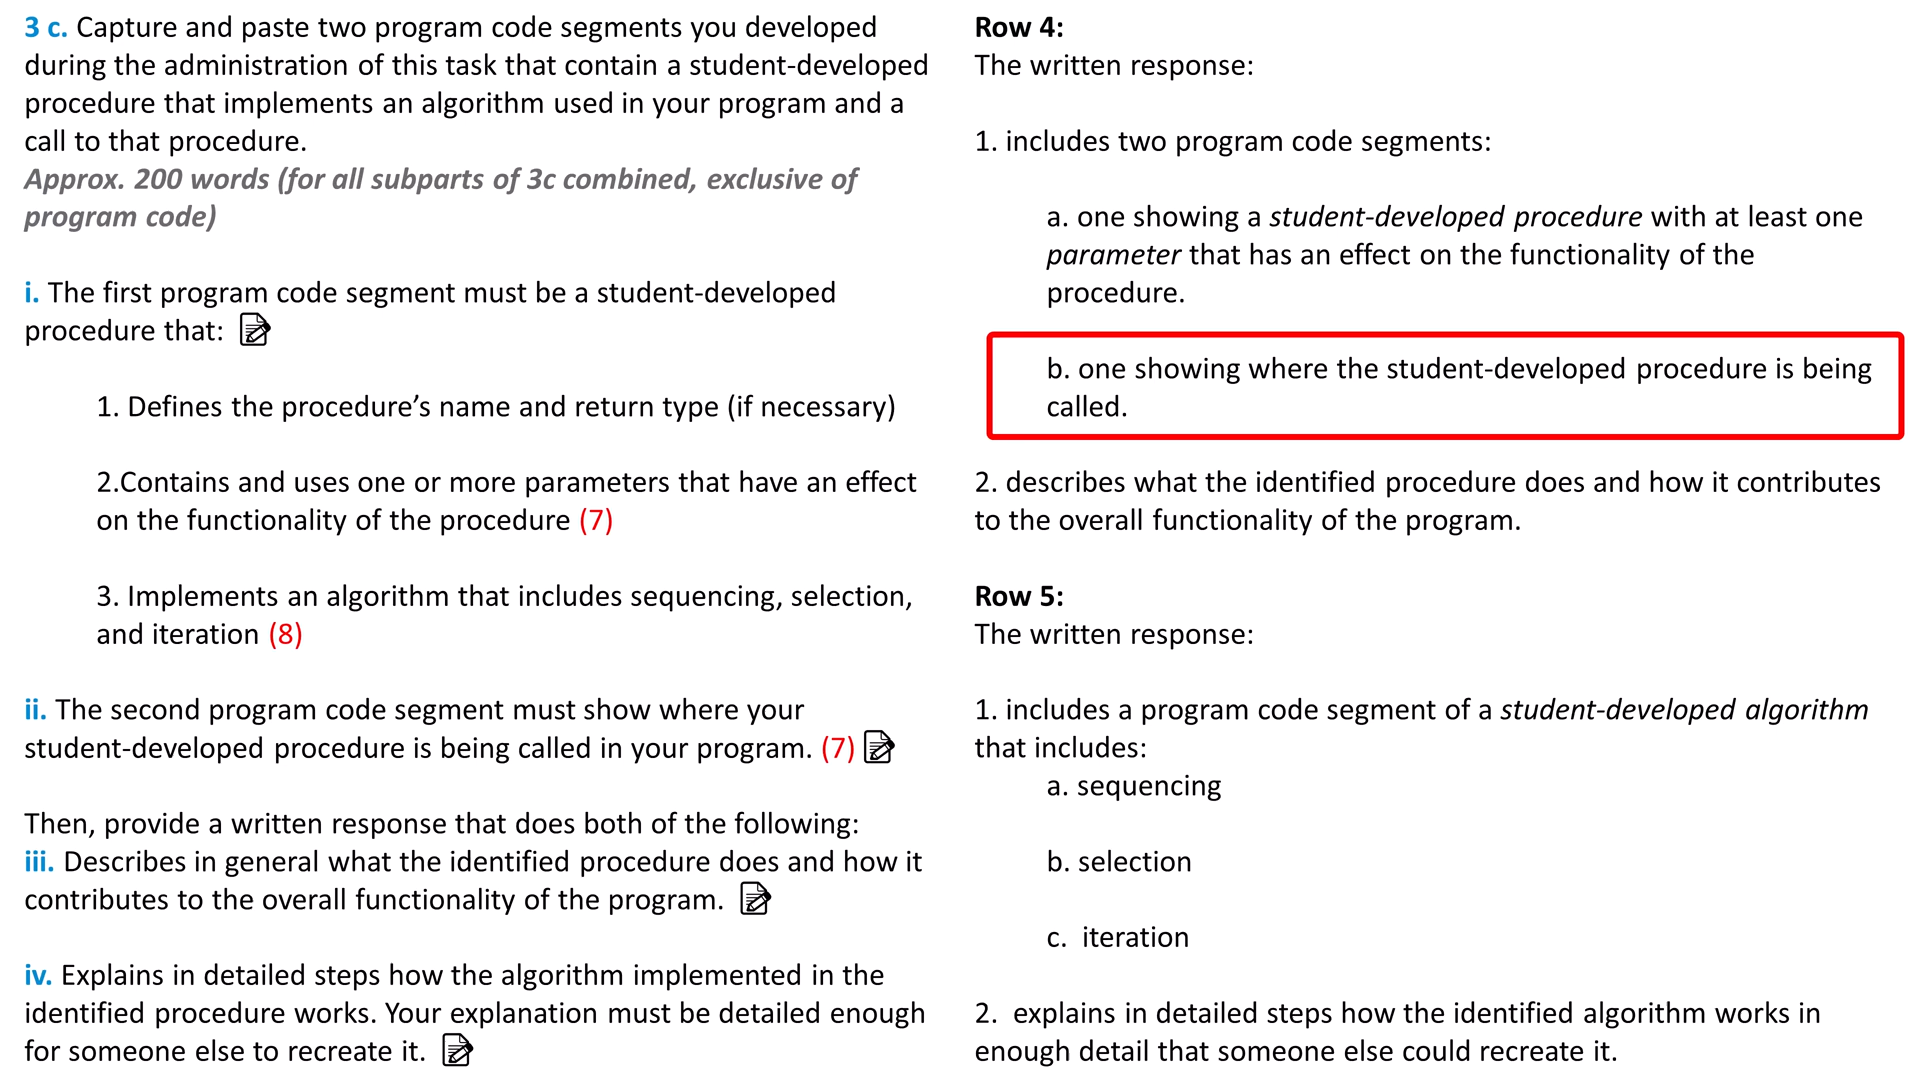 3 c. Capture and paste two program code segments you developed
during the administration of this task that contain a student-developed
procedure that implements an algorithm used in your program and a
call to that procedure.
Approx. 200 words (for all subparts of 3c combined, exclusive of
program code)
i. The first program code segment must be a student-developed
procedure that:
1. Defines the procedure’s name and return type (if necessary)
2.Contains and uses one or more parameters that have an effect
on the functionality of the procedure (7)
3. Implements an algorithm that includes sequencing, selection,
and iteration (8)
ii. The second program code segment must show where your
student-developed procedure is being called in your program. (7)
Then, provide a written response that does both of the following:
iii. Describes in general what the identified procedure does and how it
contributes to the overall functionality of the program.
iv. Explains in detailed steps how the algorithm implemented in the
identified procedure works. Your explanation must be detailed enough
for someone else to recreate it.
Row 4:
The written response:
1. includes two program code segments:
a. one showing a student-developed procedure with at least one
parameter that has an effect on the functionality of the
procedure.
b. one showing where the student-developed procedure is being
called.
2. describes what the identified procedure does and how it contributes
to the overall functionality of the program.
Row 5:
The written response:
1. includes a program code segment of a student-developed algorithm
that includes:
a. sequencing
b. selection
c. iteration
2. explains in detailed steps how the identified algorithm works in
enough detail that someone else could recreate it.